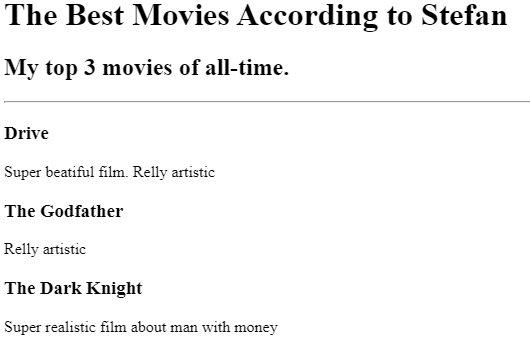 The Best Movies According to Stefan
My top 3 movies of all-time.
Drive
Super beatiful film. Relly artistic
The Godfather
Relly artistic
The Dark Knight
Super realistic film about man with money